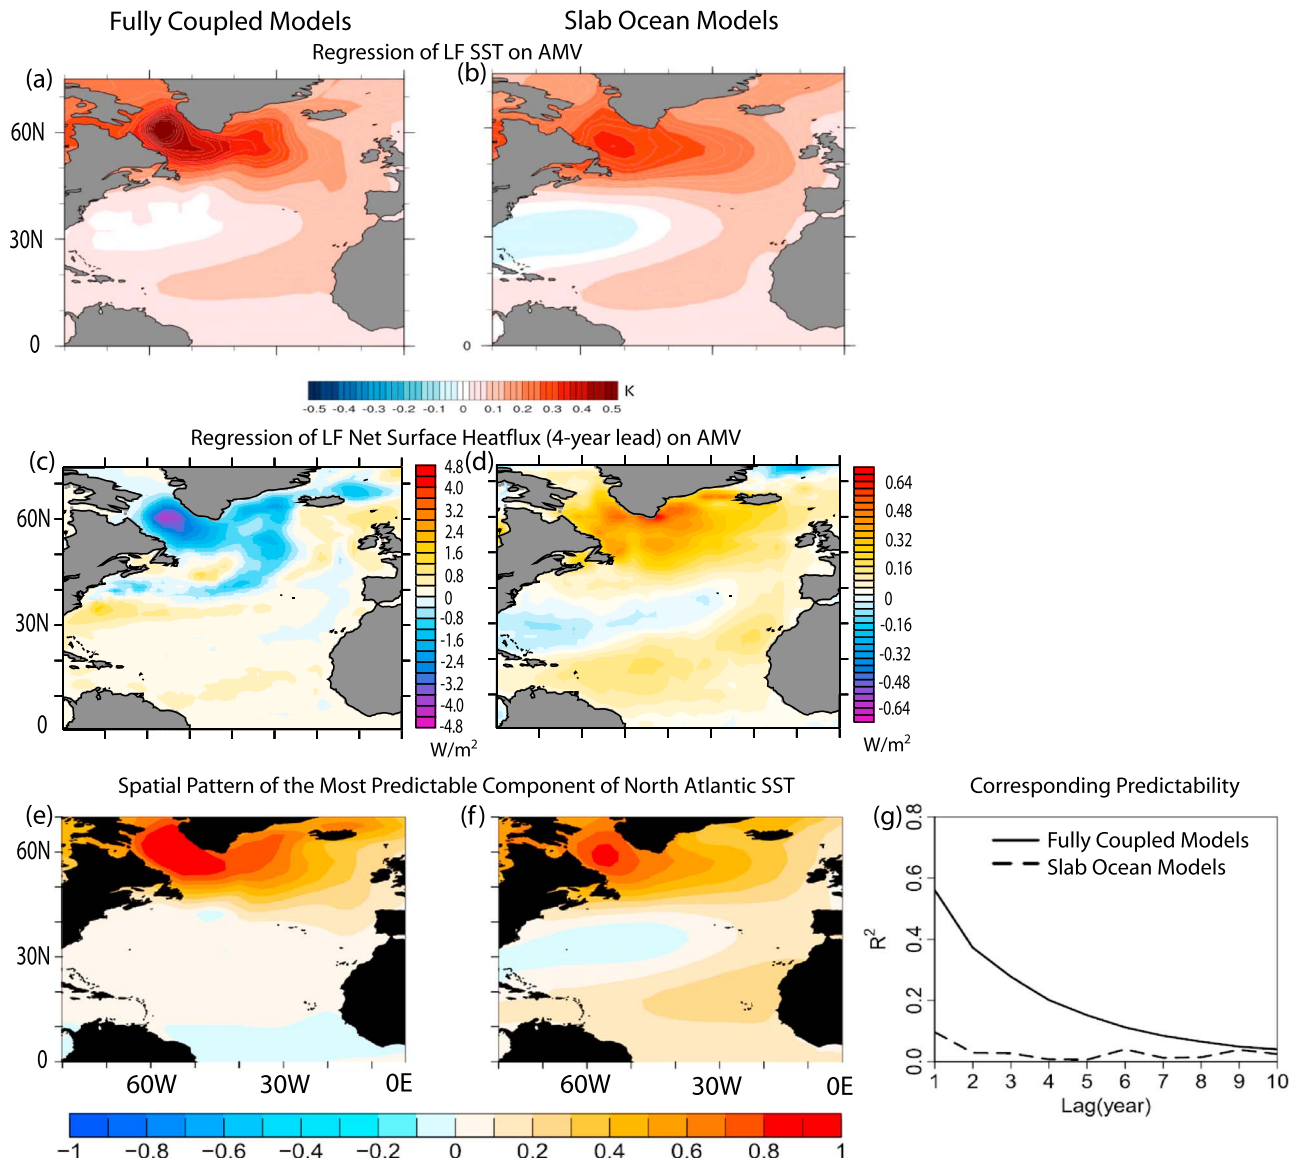 Fully Coupled Models
Slab Ocean Models
Regression of LF SST on AMV
(a)
(b)
60N
30N
0
0
-0.5 -0.4 -0.3 -0.2 -0.1 0 0.1 0.2 0.3 0.4 0.5
K
Regression of LF Net Surface Heatflux (4-year lead) on AMV
(c)
(d)
60N
30N
0
4.8
4.0
3.2
2.4
1.6
0.8
0
-0.8
-1.6
-2.4
-3.2
-4.0
-4.8
W/m²
0.64
0.48
0.32
0.16
0
-0.16
-0.32
-0.48
-0.64
W/m²
Spatial Pattern of the Most Predictable Component of North Atlantic SST
Corresponding Predictability
(e)
(f)
(g)
60N
30N
0
60W 30W 0E
60W 30W 0E
−1 −0.8 −0.6 −0.4 −0.2 0 0.2 0.4 0.6 0.8 1
Fully Coupled Models
Slab Ocean Models
R²
0.8
0.6
0.4
0.2
0.0
1 2 3 4 5 6 7 8 9 10
Lag(year)